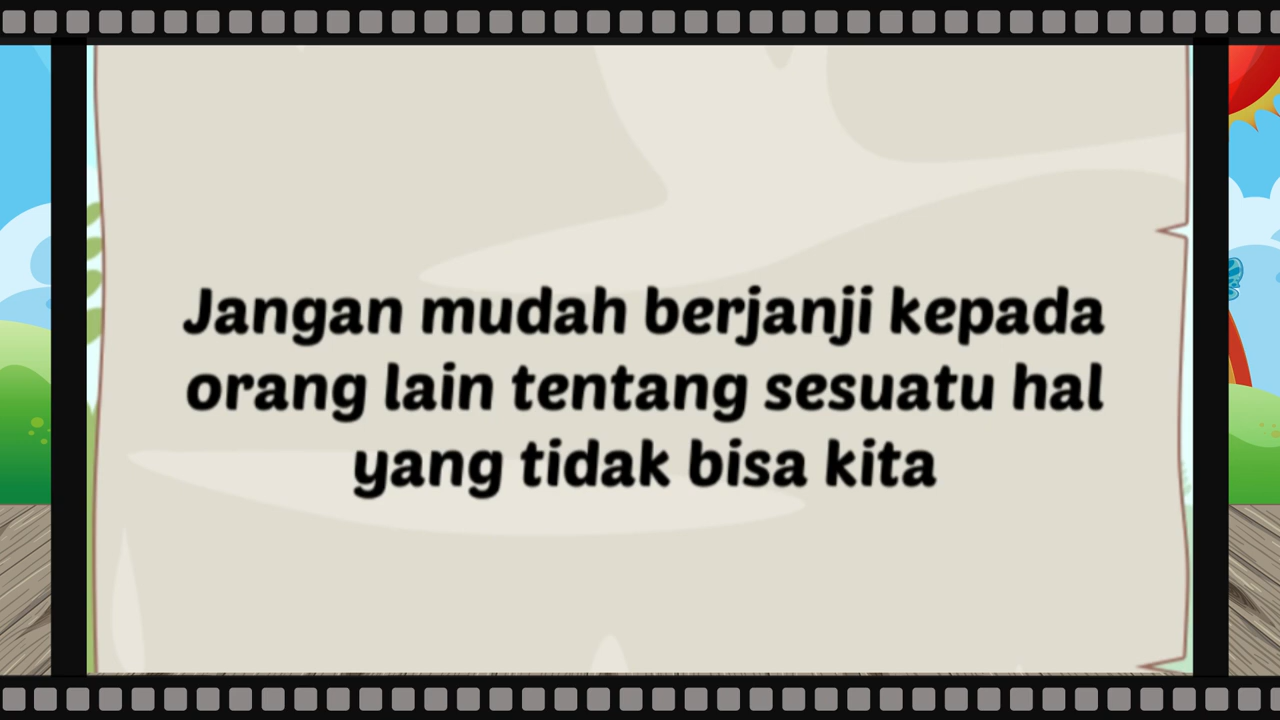 Jangan mudah berjanji kepada
orang lain tentang sesuatu hal
yang tidak bisa kita